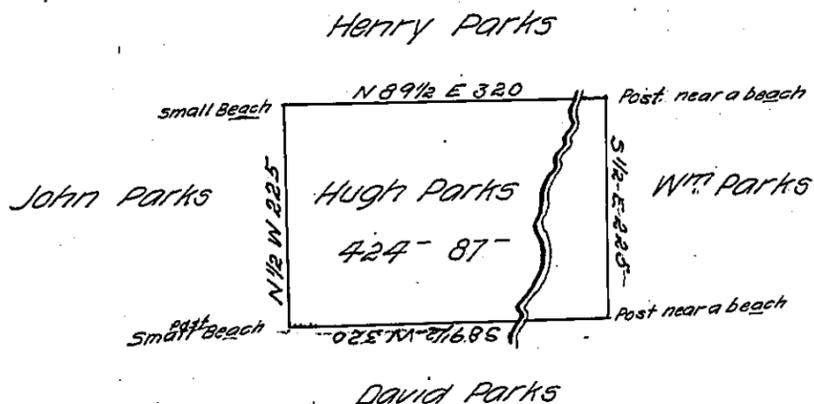 Henry Parks
N 89½ E 320
small Beach
Post near a beach
John Parks
N ½ W 225
Hugh Parks
424- 87-
S ½-E-225-
Wm Parks
Post near a beach
post
Small Beach
S 89½-W-320-
David Parks